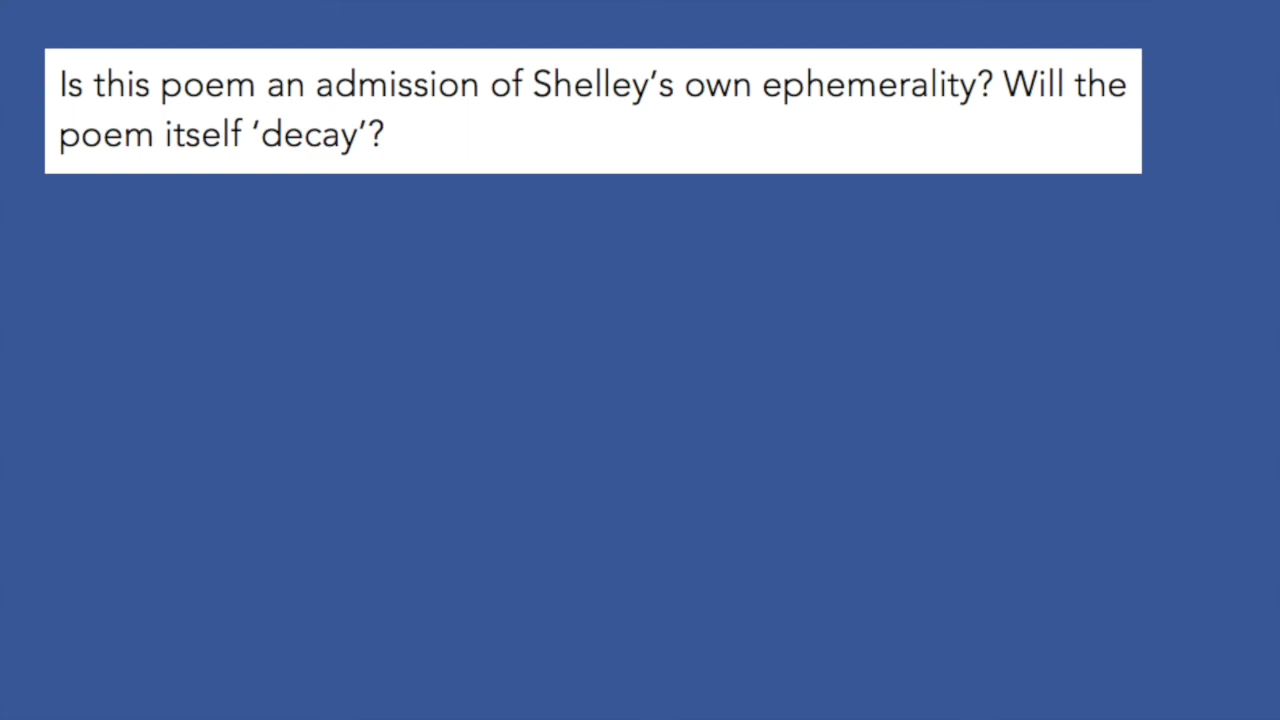 Is this poem an admission of Shelley’s own ephemerality? Will the
poem itself ‘decay’?